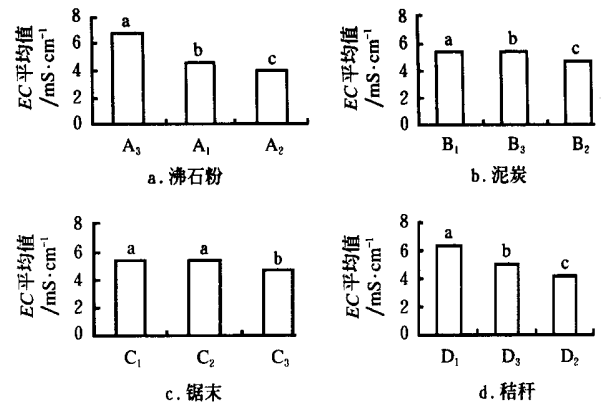 EC平均值
/mS·cm⁻¹
8
6
4
2
0
a
b
c
A₃
A₁
A₂
a.沸石粉
EC平均值
/mS·cm⁻¹
8
6
4
2
0
a
b
c
B₁
B₃
B₂
b.泥炭
EC平均值
/mS·cm⁻¹
8
6
4
2
0
a
a
b
C₁
C₂
C₃
c.锯末
EC平均值
/mS·cm⁻¹
8
6
4
2
0
a
b
c
D₁
D₃
D₂
d.秸秆